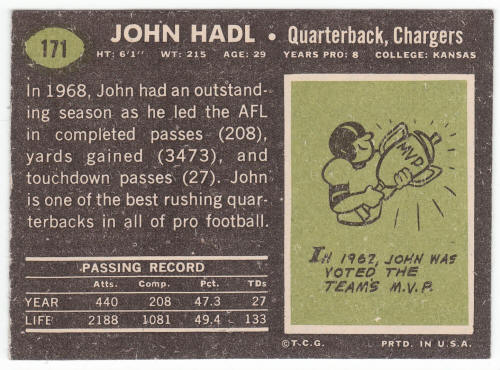 171
JOHN HADL • Quarterback, Chargers
HT: 6'1" WT: 215 AGE: 29 YEARS PRO: 8 COLLEGE: KANSAS
In 1968, John had an outstand-
ing season as he led the AFL
in completed passes (208),
yards gained (3473), and
touchdown passes (27). John
is one of the best rushing quar-
terbacks in all of pro football.
MVP
IN 1967, JOHN WAS
VOTED THE
TEAM'S M.V.P.
PASSING RECORD
Atts. Comp. Pct. TDs
YEAR 440 208 47.3 27
LIFE 2188 1081 49.4 133
©T.C.G. PRTD. IN U.S.A.